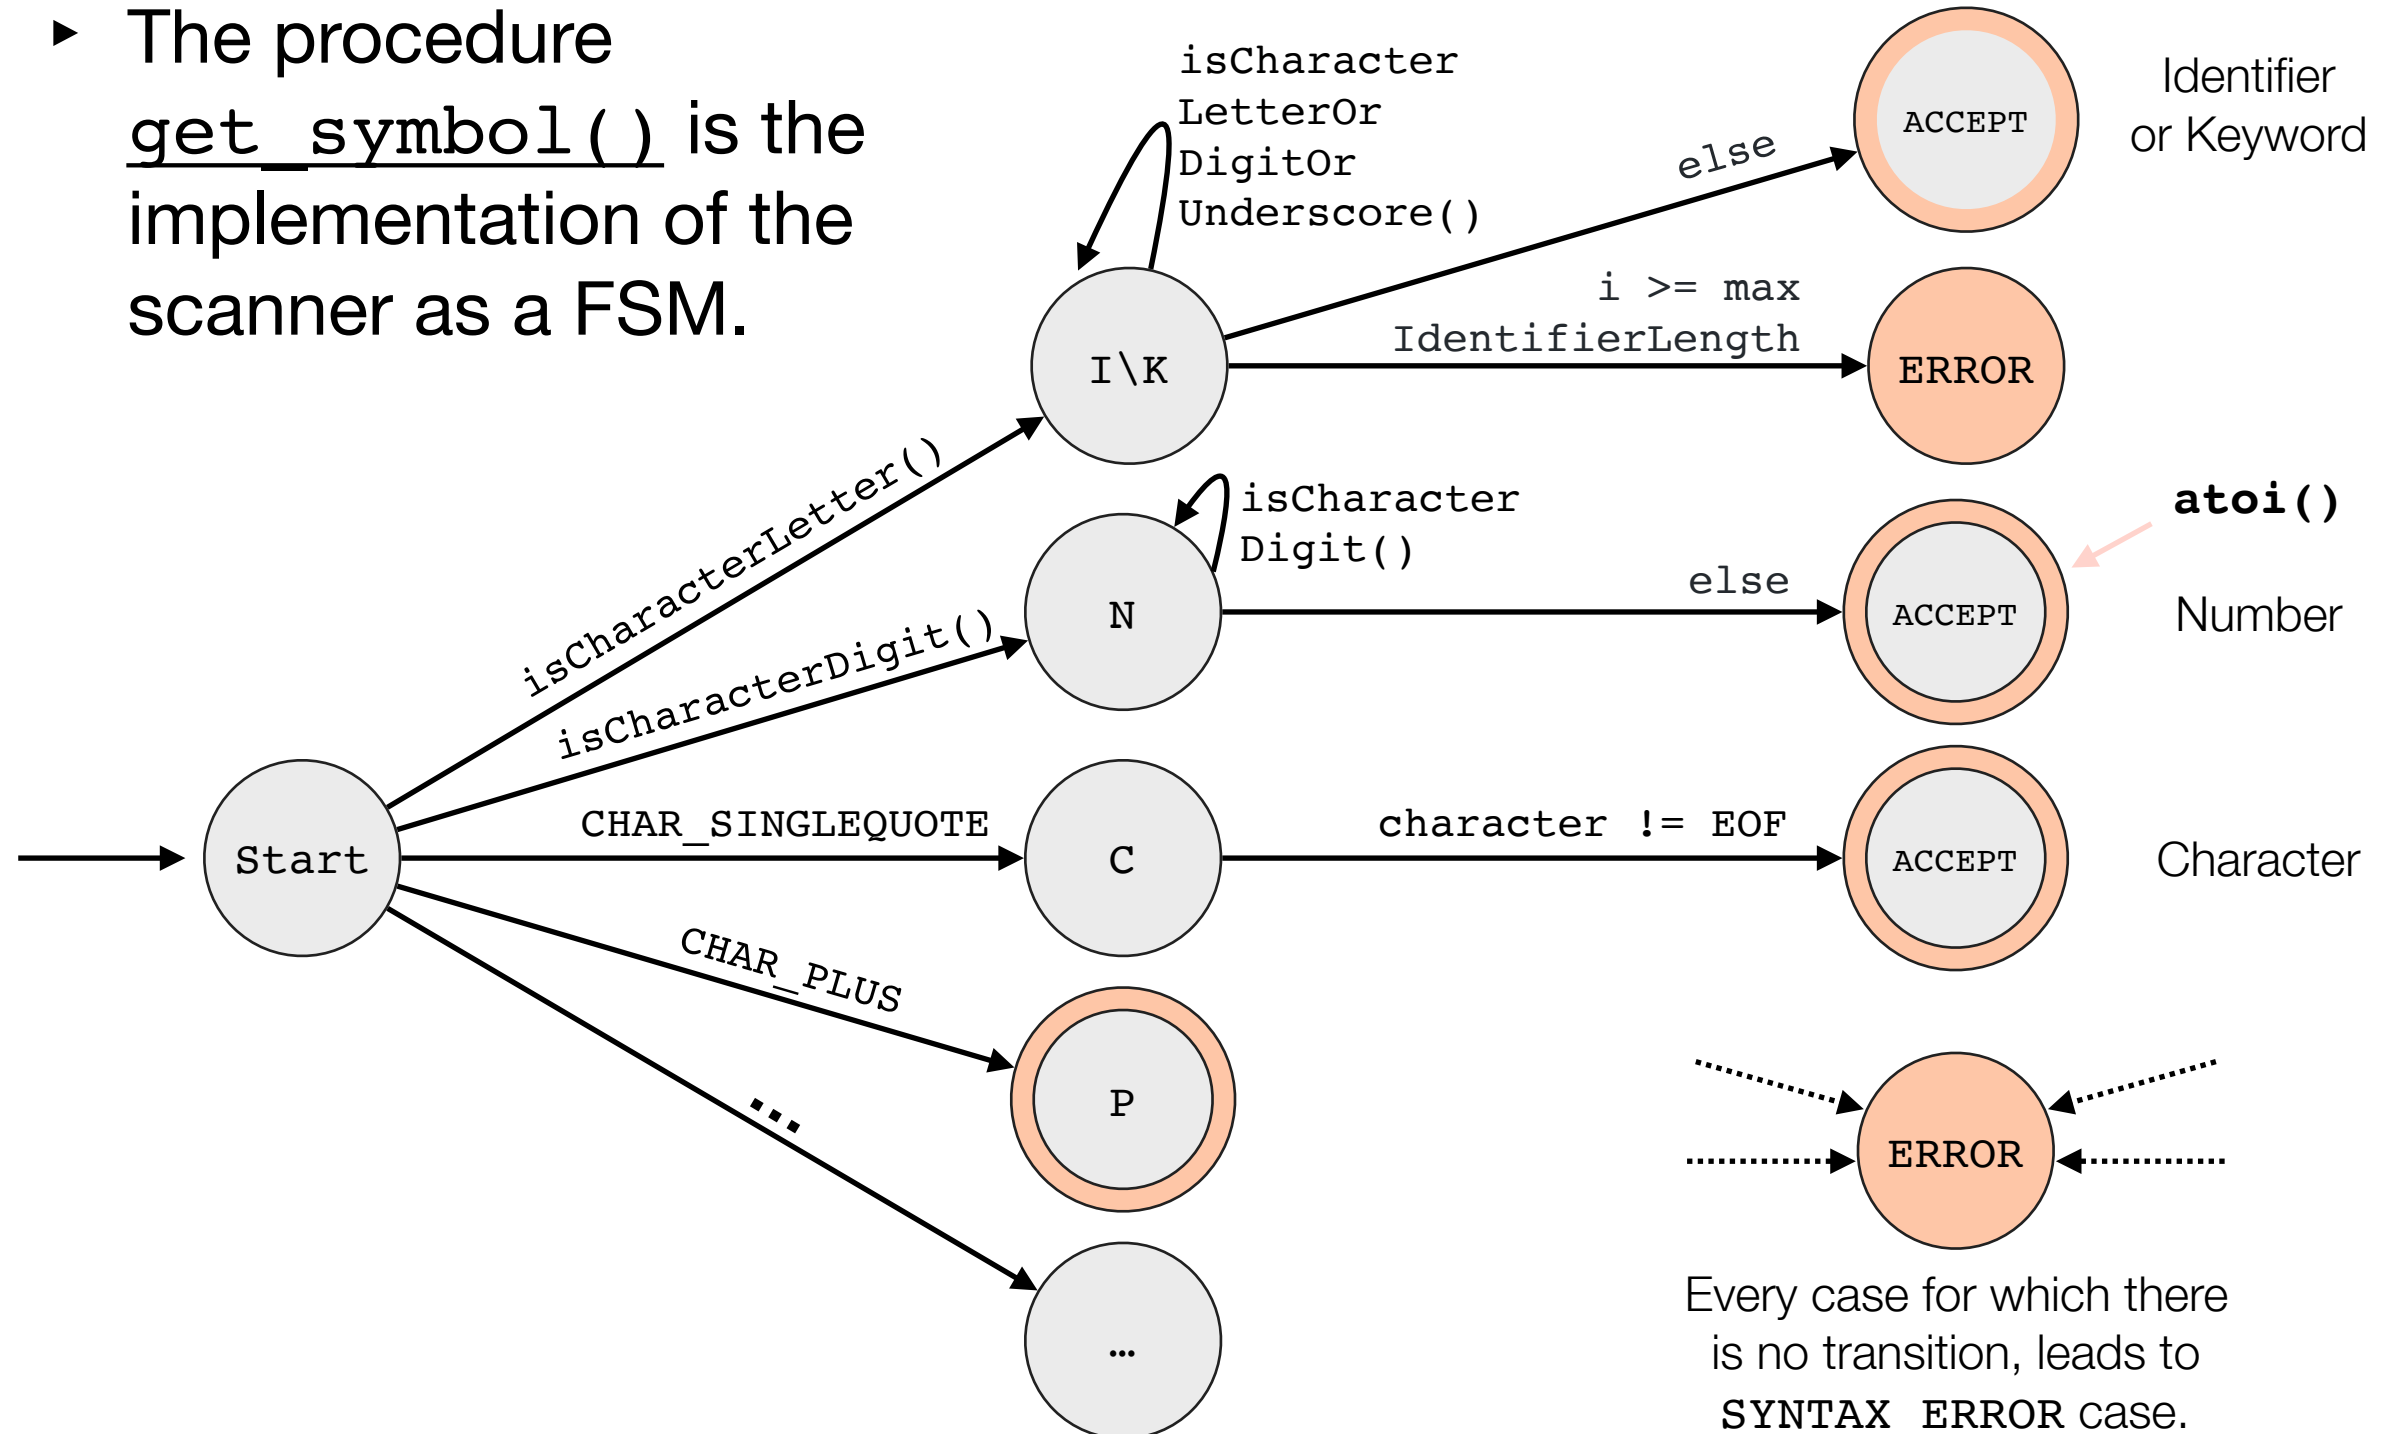 ‣ The procedure
get_symbol() is the
implementation of the
scanner as a FSM.
isCharacter
LetterOr
DigitOr
Underscore()
else
ACCEPT
Identifier
or Keyword
i >= max
IdentifierLength
I\K
ERROR
isCharacterLetter()
isCharacter
Digit()
atoi()
isCharacterDigit()
N
else
ACCEPT
Number
Start
CHAR_SINGLEQUOTE
C
character != EOF
ACCEPT
Character
CHAR_PLUS
P
...
…
ERROR
Every case for which there
is no transition, leads to
SYNTAX ERROR case.